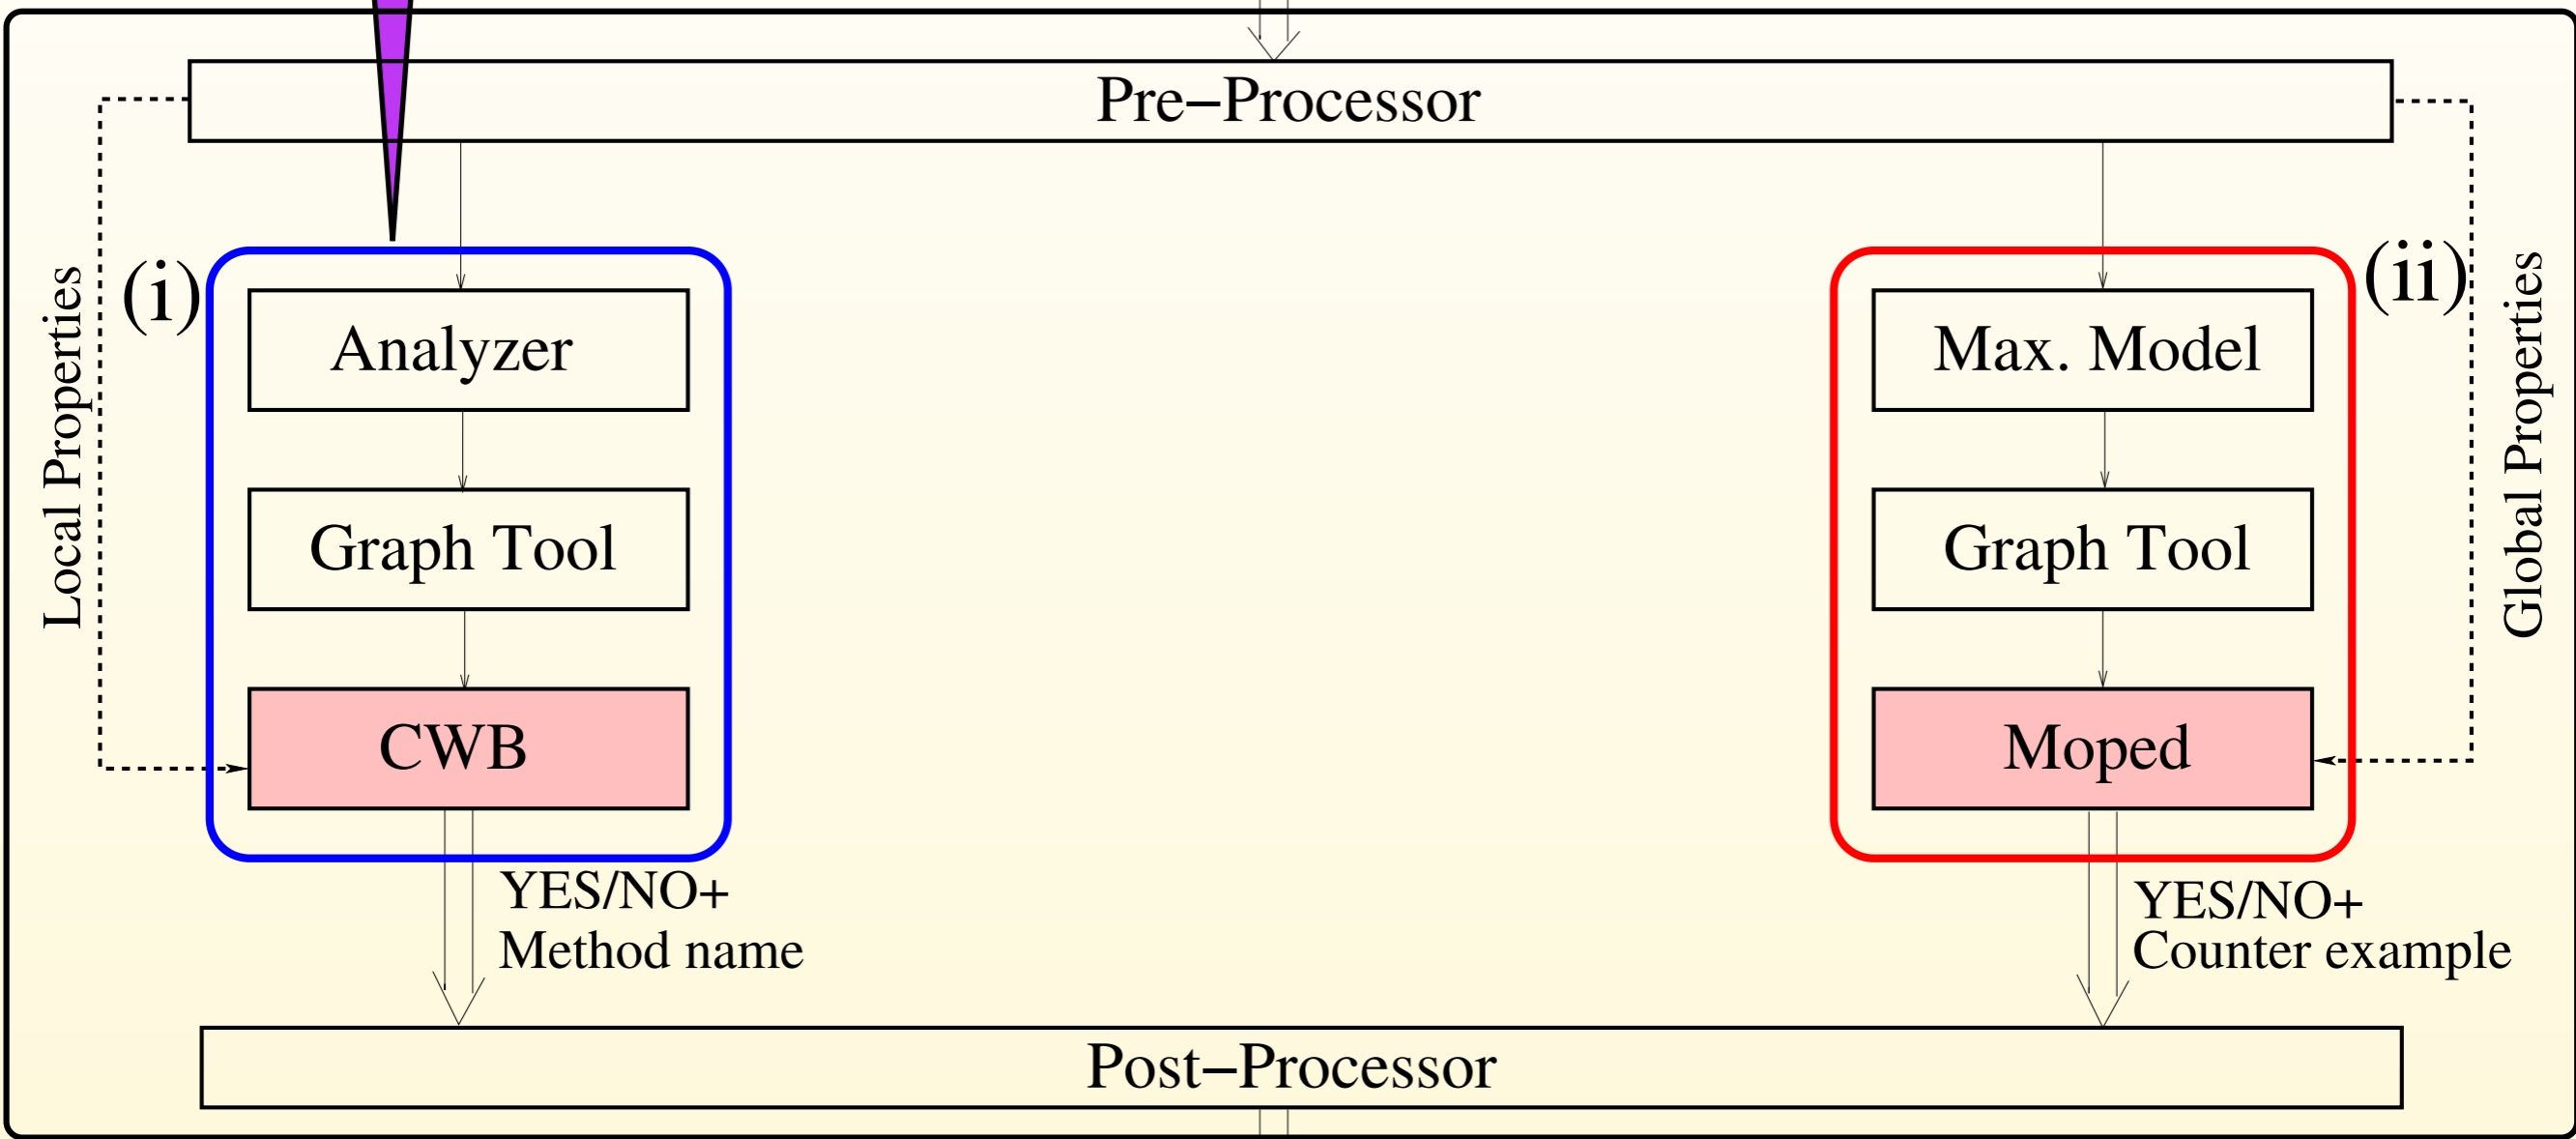 Pre–Processor
Local Properties
(i)
Analyzer
Graph Tool
CWB
YES/NO+
Method name
(ii)
Global Properties
Max. Model
Graph Tool
Moped
YES/NO+
Counter example
Post–Processor